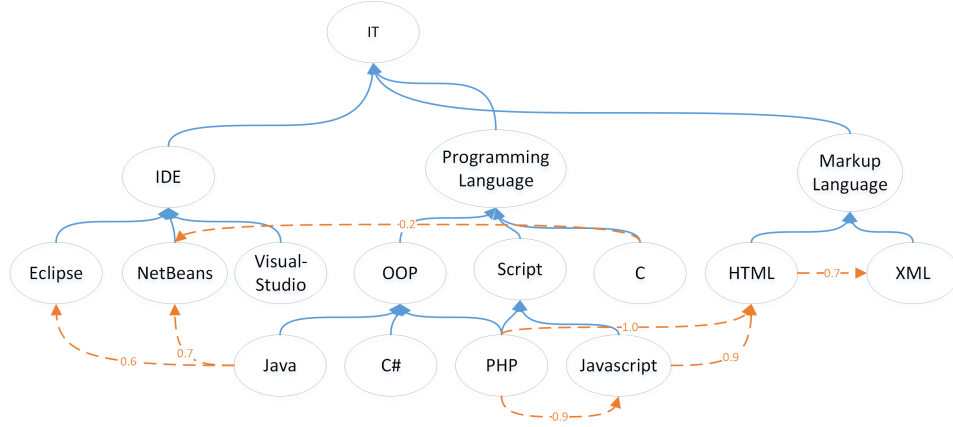 IT
Programming
Language
Markup
Language
IDE
0.2
Eclipse
NetBeans
Visual-
Studio
OOP
Script
C
HTML
0.7
XML
1.0
0.6
0.7
0.9
Java
C#
PHP
Javascript
0.9